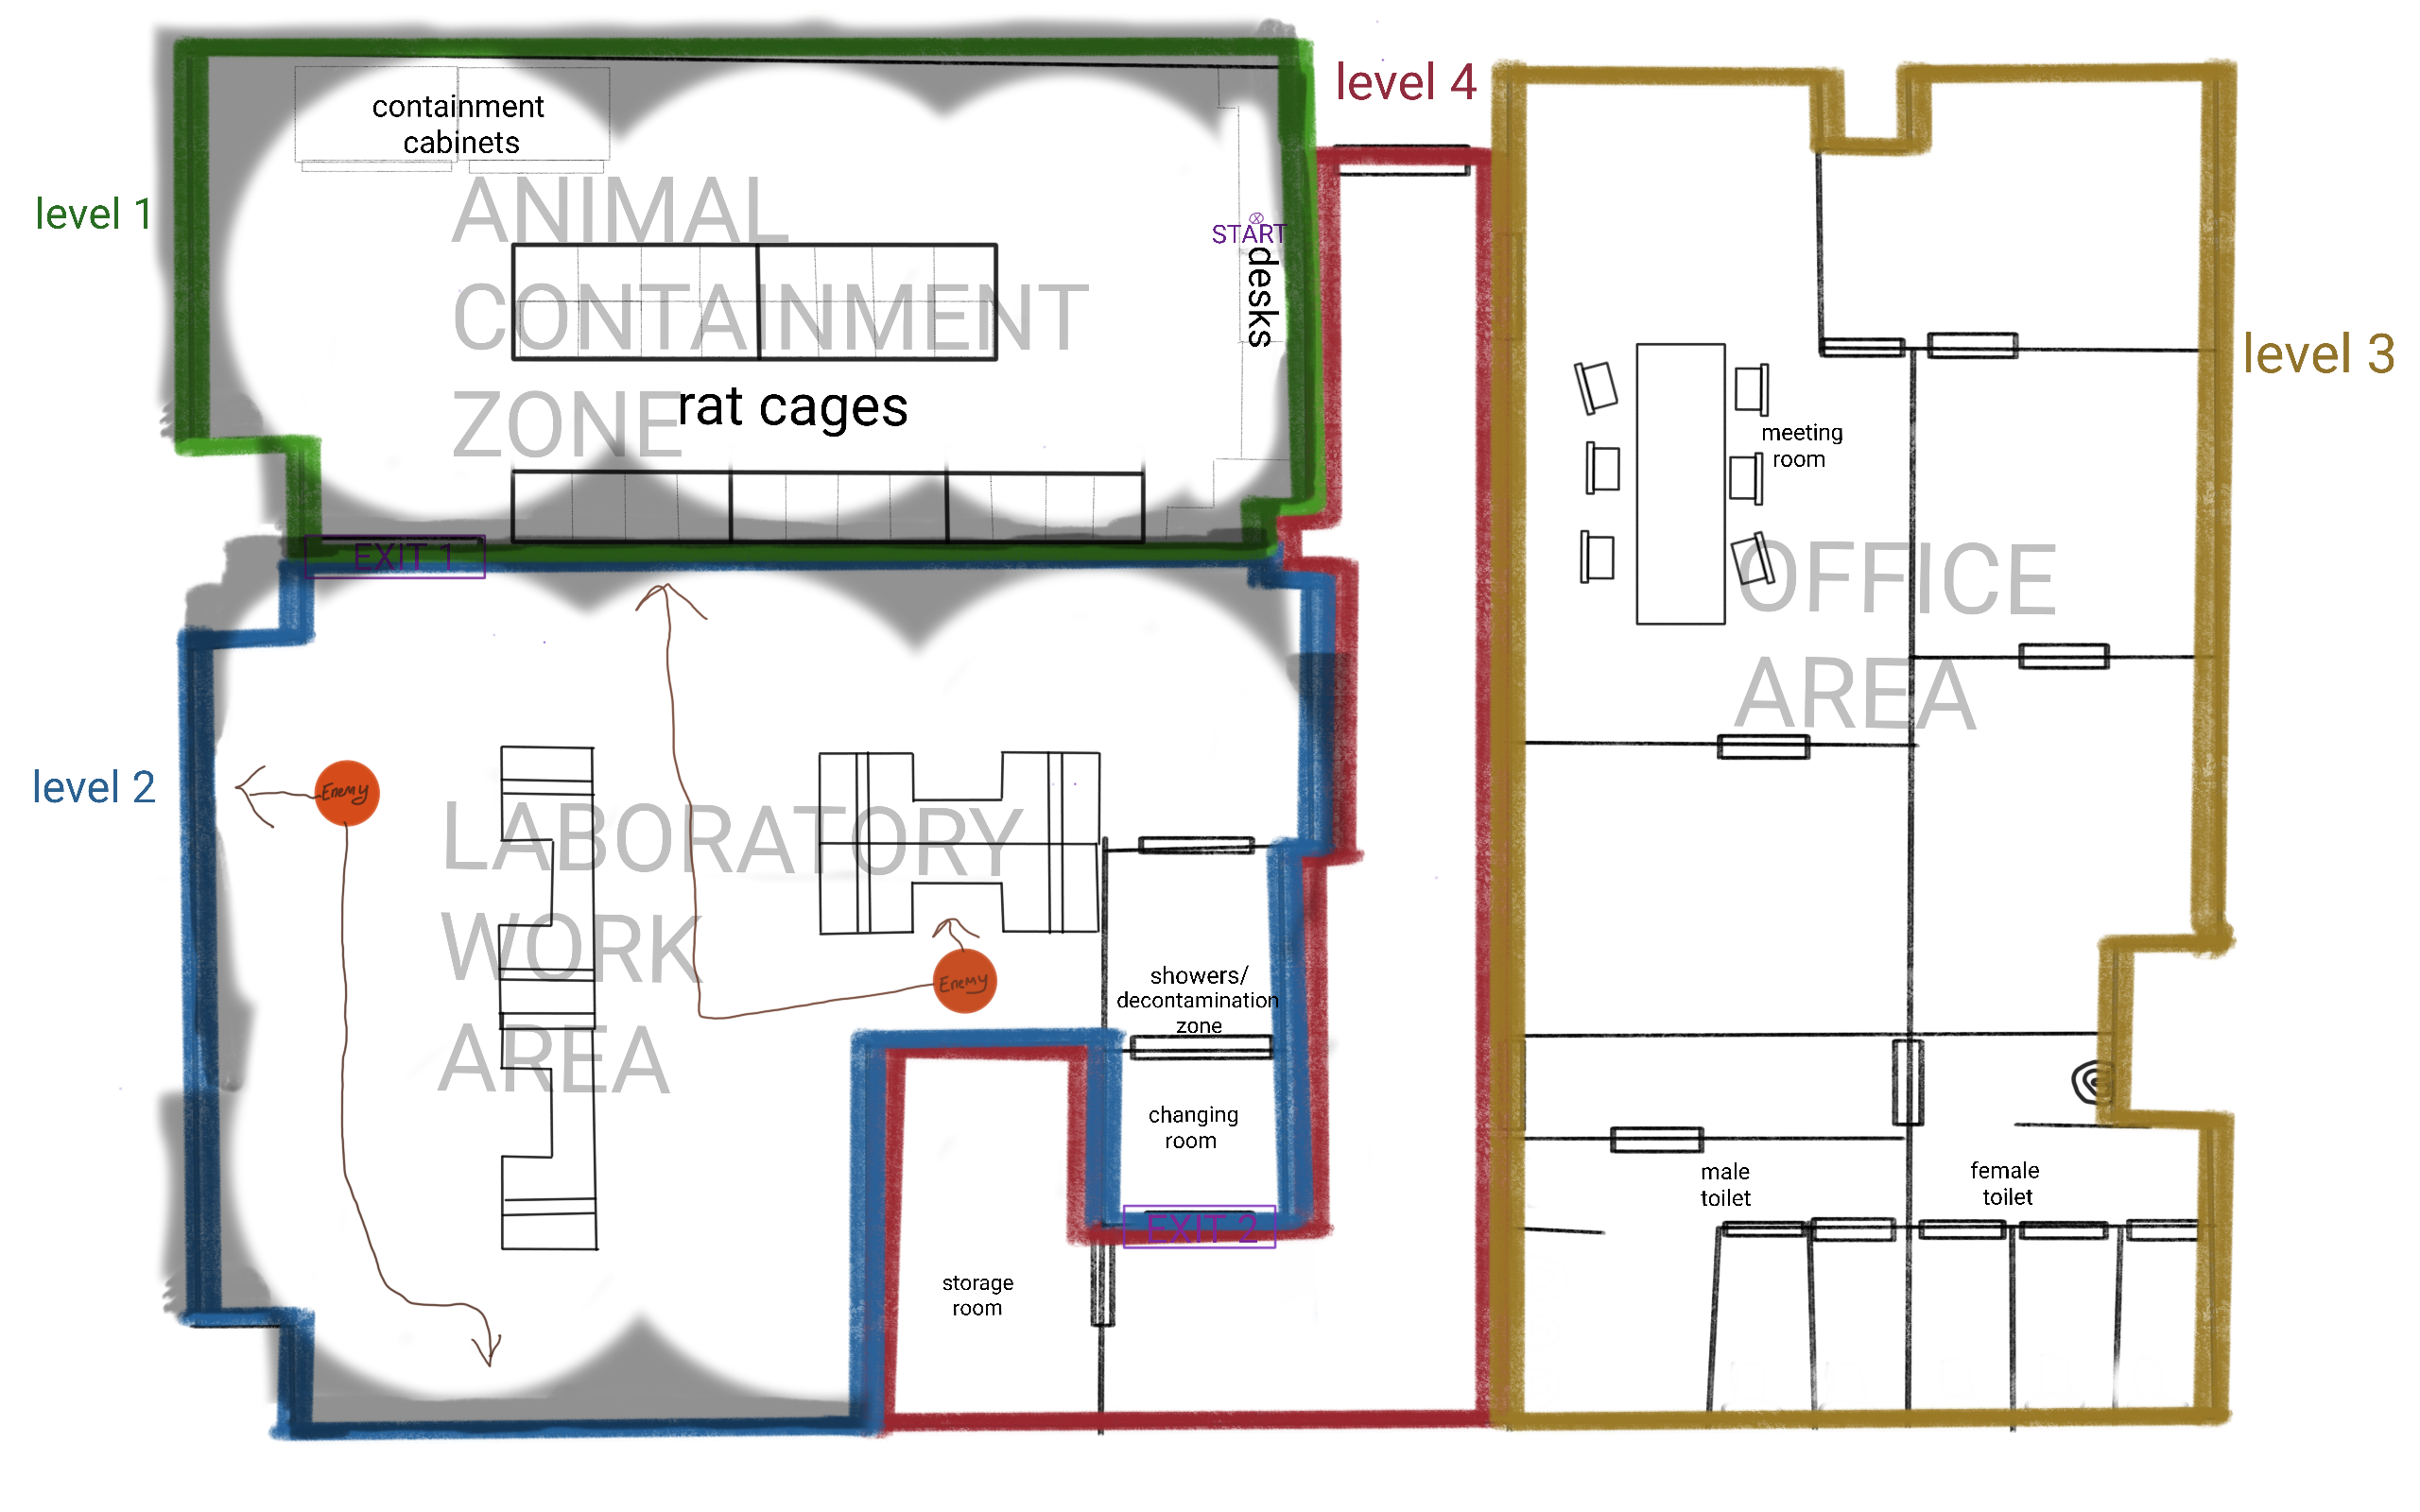 level 4
containment
cabinets
level 1
ANIMAL
START
desks
CONTAINMENT
ZONE
rat cages
level 3
meeting
room
EXIT 1
OFFICE
AREA
level 2
Enemy
LABORATORY
WORK
AREA
Enemy
showers/
decontamination
zone
changing
room
EXIT 2
storage
room
male
toilet
female
toilet